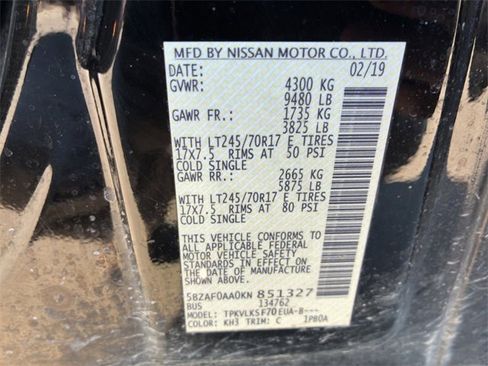 MFD BY NISSAN MOTOR CO., LTD.
DATE: 02/19
GVWR: 4300 KG
9480 LB
GAWR FR.: 1735 KG
3825 LB
WITH LT245/70R17 E TIRES
17X7.5 RIMS AT 50 PSI
COLD SINGLE
GAWR RR.: 2665 KG
5875 LB
WITH LT245/70R17 E TIRES
17X7.5 RIMS AT 80 PSI
COLD SINGLE
THIS VEHICLE CONFORMS TO
ALL APPLICABLE FEDERAL
MOTOR VEHICLE SAFETY
STANDARDS IN EFFECT ON
THE DATE OF MANUFACTURE
SHOWN ABOVE.
5BZAF0AA0KN 851327
BUS 134762
MODEL: TPKVLKSF70EUA-B---
COLOR: KH3 TRIM: C 1PB0A